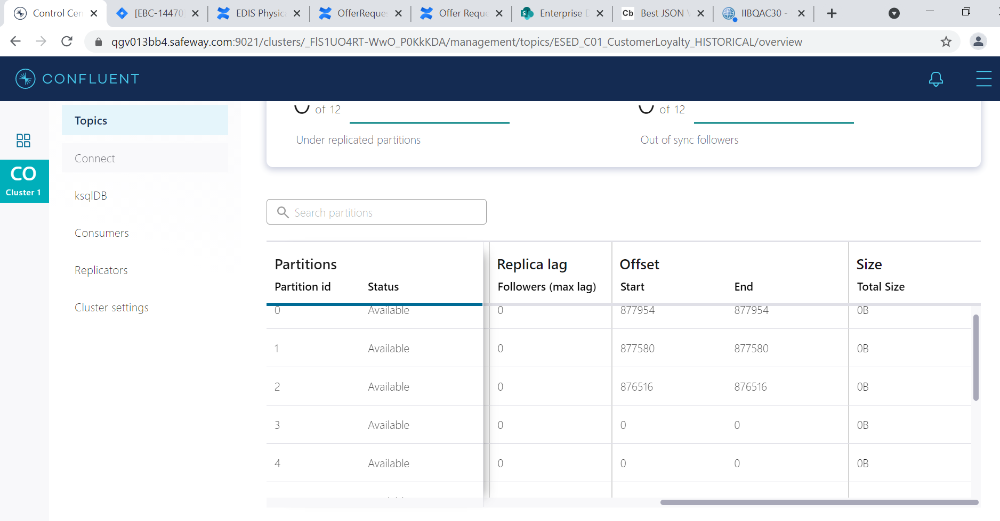 Control Cen
[EBC-14470
EDIS Physica
OfferReques
Offer Reque
Enterprise D
Cb
Best JSON V
IIBQAC30 -
qgv013bb4.safeway.com:9021/clusters/_FlS1UO4RT-WwO_P0KkKDA/management/topics/ESED_C01_CustomerLoyalty_HISTORICAL/overview
CONFLUENT
CO
Cluster 1
Topics
Connect
ksqlDB
Consumers
Replicators
Cluster settings
0 of 12
Under replicated partitions
0 of 12
Out of sync followers
Search partitions
Partitions Replica lag Offset Size
Partition id Status Followers (max lag) Start End Total Size
0 Available 0 877954 877954 0B
1 Available 0 877580 877580 0B
2 Available 0 876516 876516 0B
3 Available 0 0 0 0B
4 Available 0 0 0 0B